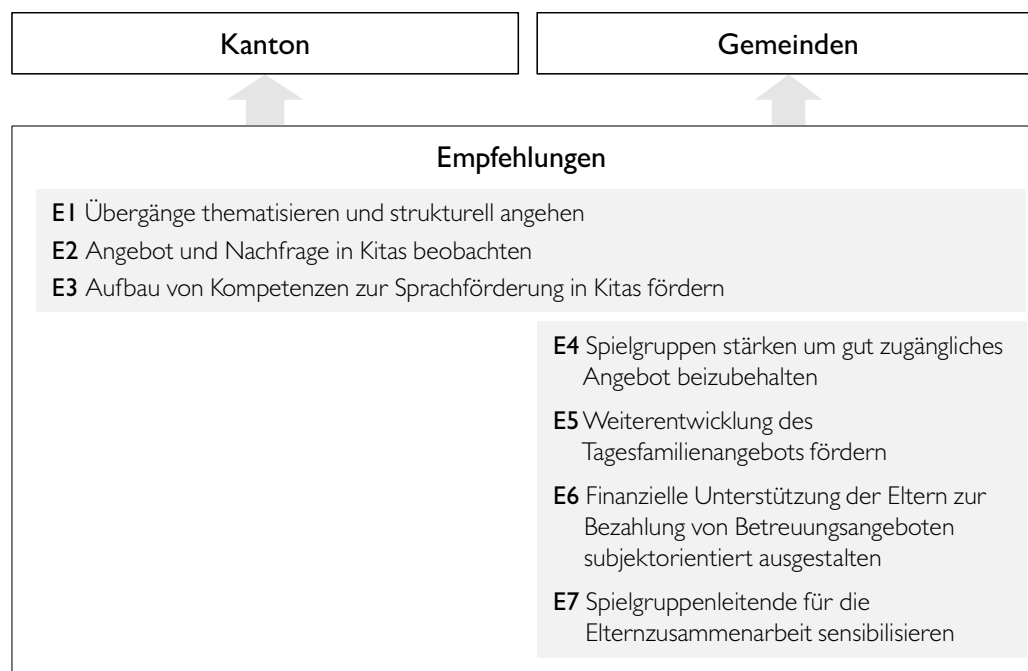 Kanton
Gemeinden
Empfehlungen
E1 Übergänge thematisieren und strukturell angehen
E2 Angebot und Nachfrage in Kitas beobachten
E3 Aufbau von Kompetenzen zur Sprachförderung in Kitas fördern
E4 Spielgruppen stärken um gut zugängliches
Angebot beizubehalten
E5 Weiterentwicklung des
Tagesfamilienangebots fördern
E6 Finanzielle Unterstützung der Eltern zur
Bezahlung von Betreuungsangeboten
subjektorientiert ausgestalten
E7 Spielgruppenleitende für die
Elternzusammenarbeit sensibilisieren